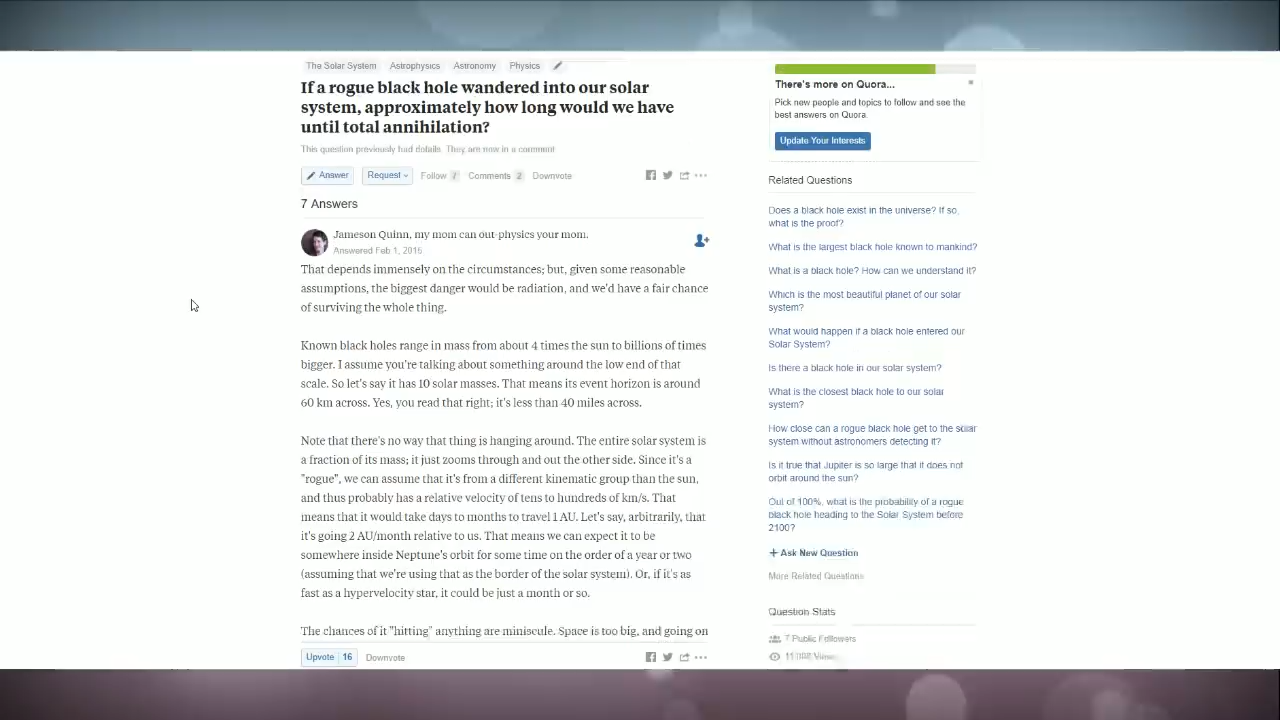 The Solar System Astrophysics Astronomy Physics
If a rogue black hole wandered into our solar
system, approximately how long would we have
until total annihilation?
This question previously had details. They are now in a comment.
Answer Request Follow 7 Comments 2 Downvote
7 Answers
Jameson Quinn, my mom can out-physics your mom.
Answered Feb 1, 2015
That depends immensely on the circumstances; but, given some reasonable
assumptions, the biggest danger would be radiation, and we'd have a fair chance
of surviving the whole thing.
Known black holes range in mass from about 4 times the sun to billions of times
bigger. I assume you're talking about something around the low end of that
scale. So let's say it has 10 solar masses. That means its event horizon is around
60 km across. Yes, you read that right; it's less than 40 miles across.
Note that there's no way that thing is hanging around. The entire solar system is
a fraction of its mass; it just zooms through and out the other side. Since it's a
"rogue", we can assume that it's from a different kinematic group than the sun,
and thus probably has a relative velocity of tens to hundreds of km/s. That
means that it would take days to months to travel 1 AU. Let's say, arbitrarily, that
it's going 2 AU/month relative to us. That means we can expect it to be
somewhere inside Neptune's orbit for some time on the order of a year or two
(assuming that we're using that as the border of the solar system). Or, if it's as
fast as a hypervelocity star, it could be just a month or so.
The chances of it "hitting" anything are miniscule. Space is too big, and going on
Upvote 16 Downvote
There's more on Quora...
Pick new people and topics to follow and see the
best answers on Quora.
Update Your Interests
Related Questions
Does a black hole exist in the universe? If so,
what is the proof?
What is the largest black hole known to mankind?
What is a black hole? How can we understand it?
Which is the most beautiful planet of our solar
system?
What would happen if a black hole entered our
Solar System?
Is there a black hole in our solar system?
What is the closest black hole to our solar
system?
How close can a rogue black hole get to the solar
system without astronomers detecting it?
Is it true that Jupiter is so large that it does not
orbit around the sun?
Out of 100%, what is the probability of a rogue
black hole heading to the Solar System before
2100?
Ask New Question
More Related Questions
Question Stats
7 Public Followers
Views